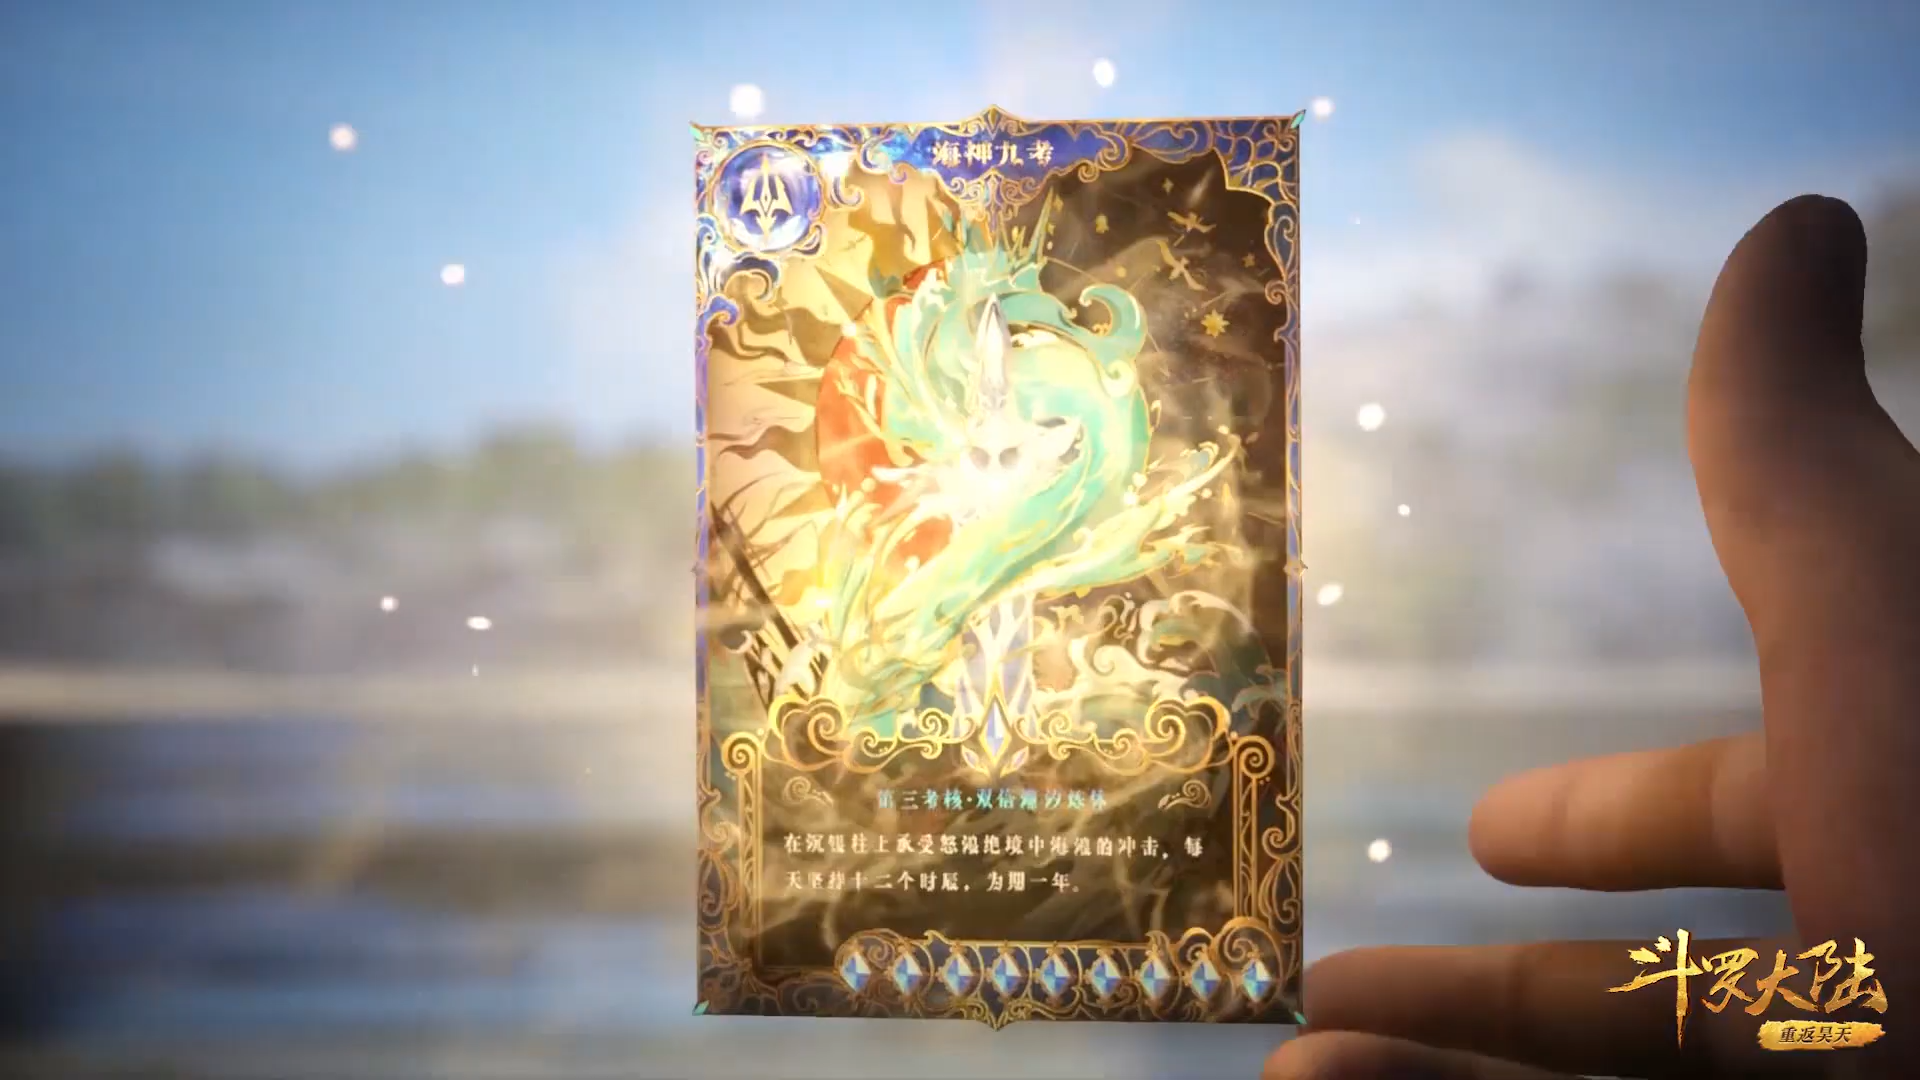 海神九考
第三考核·双倍潮汐炼体
在沉银柱上承受怒浪绝境中海浪的冲击，每
天坚持十二个时辰，为期一年。
斗罗大陆
重返昊天